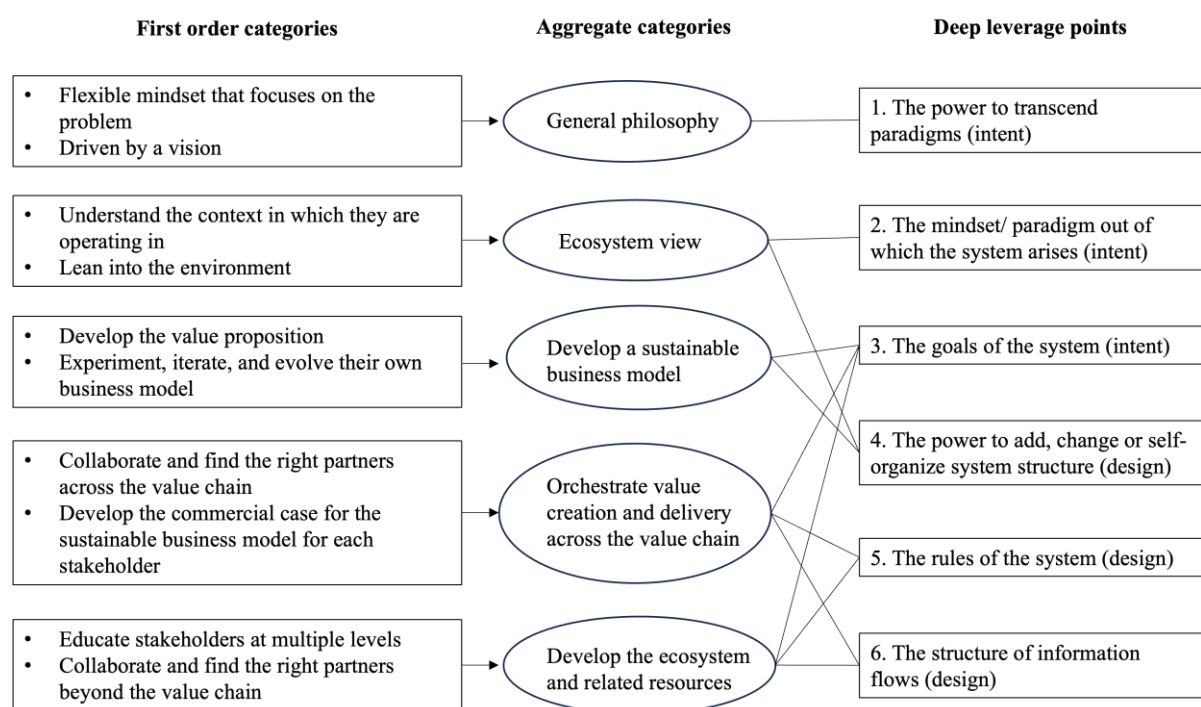 First order categories
Aggregate categories
Deep leverage points
• Flexible mindset that focuses on the
problem
• Driven by a vision
General philosophy
1. The power to transcend
paradigms (intent)
• Understand the context in which they are
operating in
• Lean into the environment
Ecosystem view
2. The mindset/ paradigm out of
which the system arises (intent)
• Develop the value proposition
• Experiment, iterate, and evolve their own
business model
Develop a sustainable
business model
3. The goals of the system (intent)
• Collaborate and find the right partners
across the value chain
• Develop the commercial case for the
sustainable business model for each
stakeholder
Orchestrate value
creation and delivery
across the value chain
4. The power to add, change or self-
organize system structure (design)
5. The rules of the system (design)
• Educate stakeholders at multiple levels
• Collaborate and find the right partners
beyond the value chain
Develop the ecosystem
and related resources
6. The structure of information
flows (design)